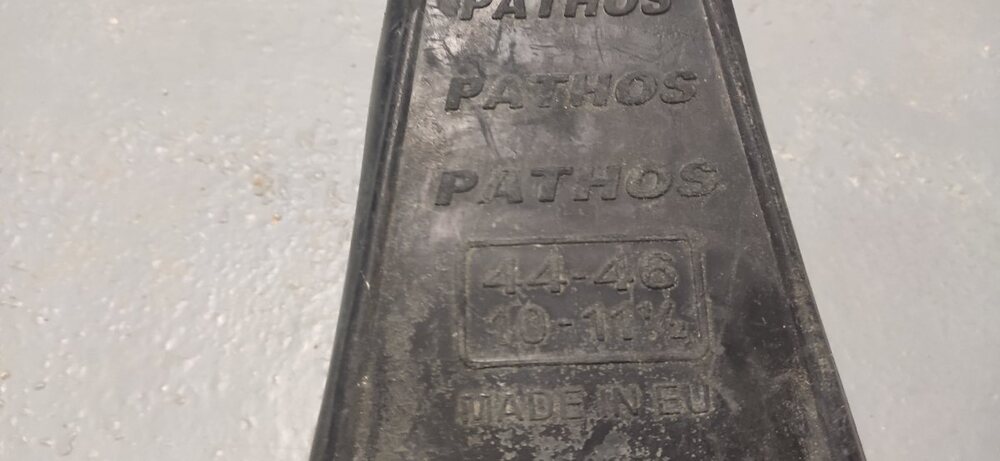 PATHOS
PATHOS
PATHOS
44-46
10-11½
MADE IN EU